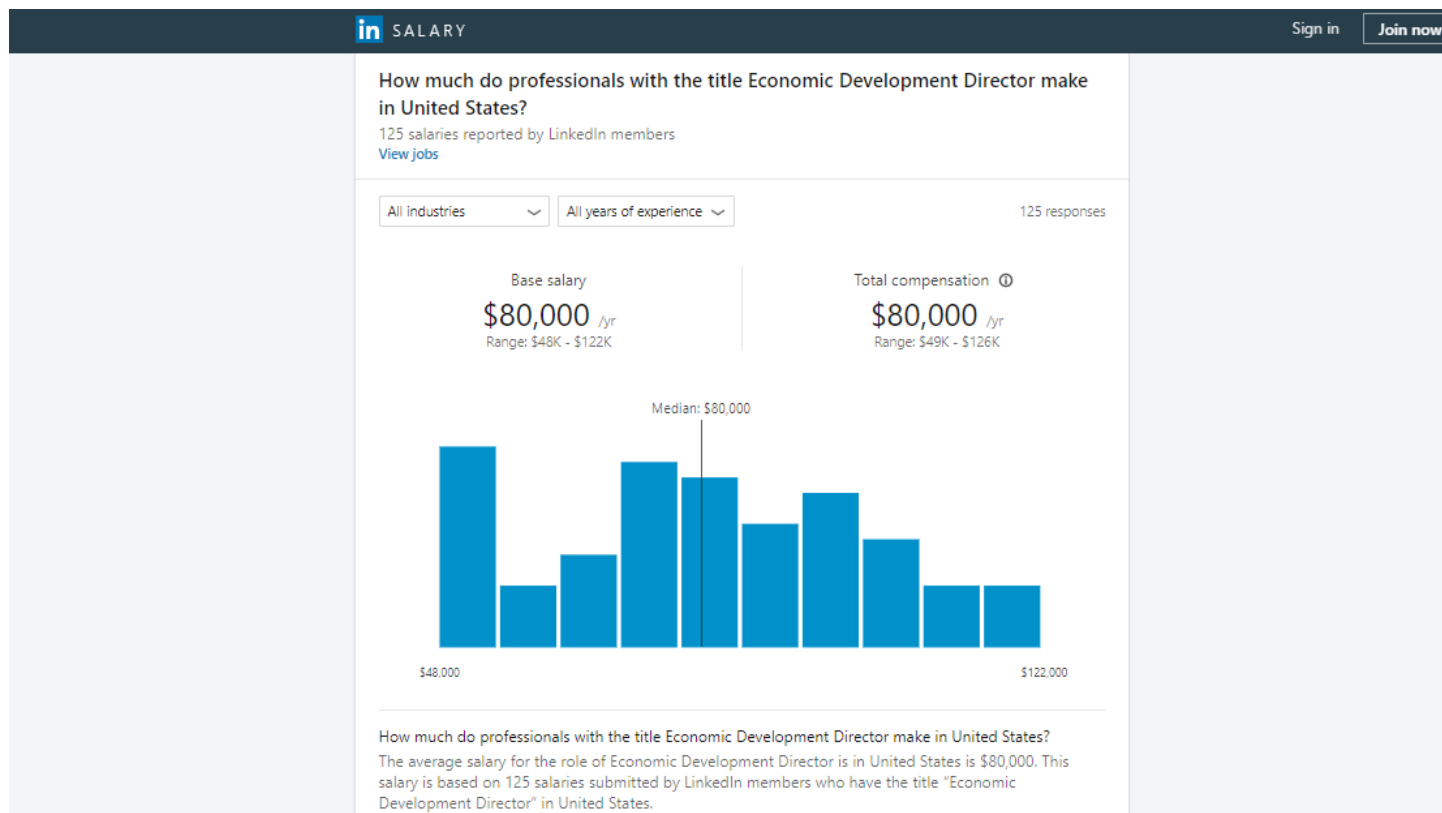 in SALARY
Sign in
Join now
How much do professionals with the title Economic Development Director make
in United States?
125 salaries reported by LinkedIn members
View jobs
All industries
All years of experience
125 responses
Base salary
$80,000 /yr
Range: $48K - $122K
Total compensation
$80,000 /yr
Range: $49K - $126K
Median: $80,000
$48,000
$122,000
How much do professionals with the title Economic Development Director make in United States?
The average salary for the role of Economic Development Director is in United States is $80,000. This
salary is based on 125 salaries submitted by LinkedIn members who have the title "Economic
Development Director" in United States.